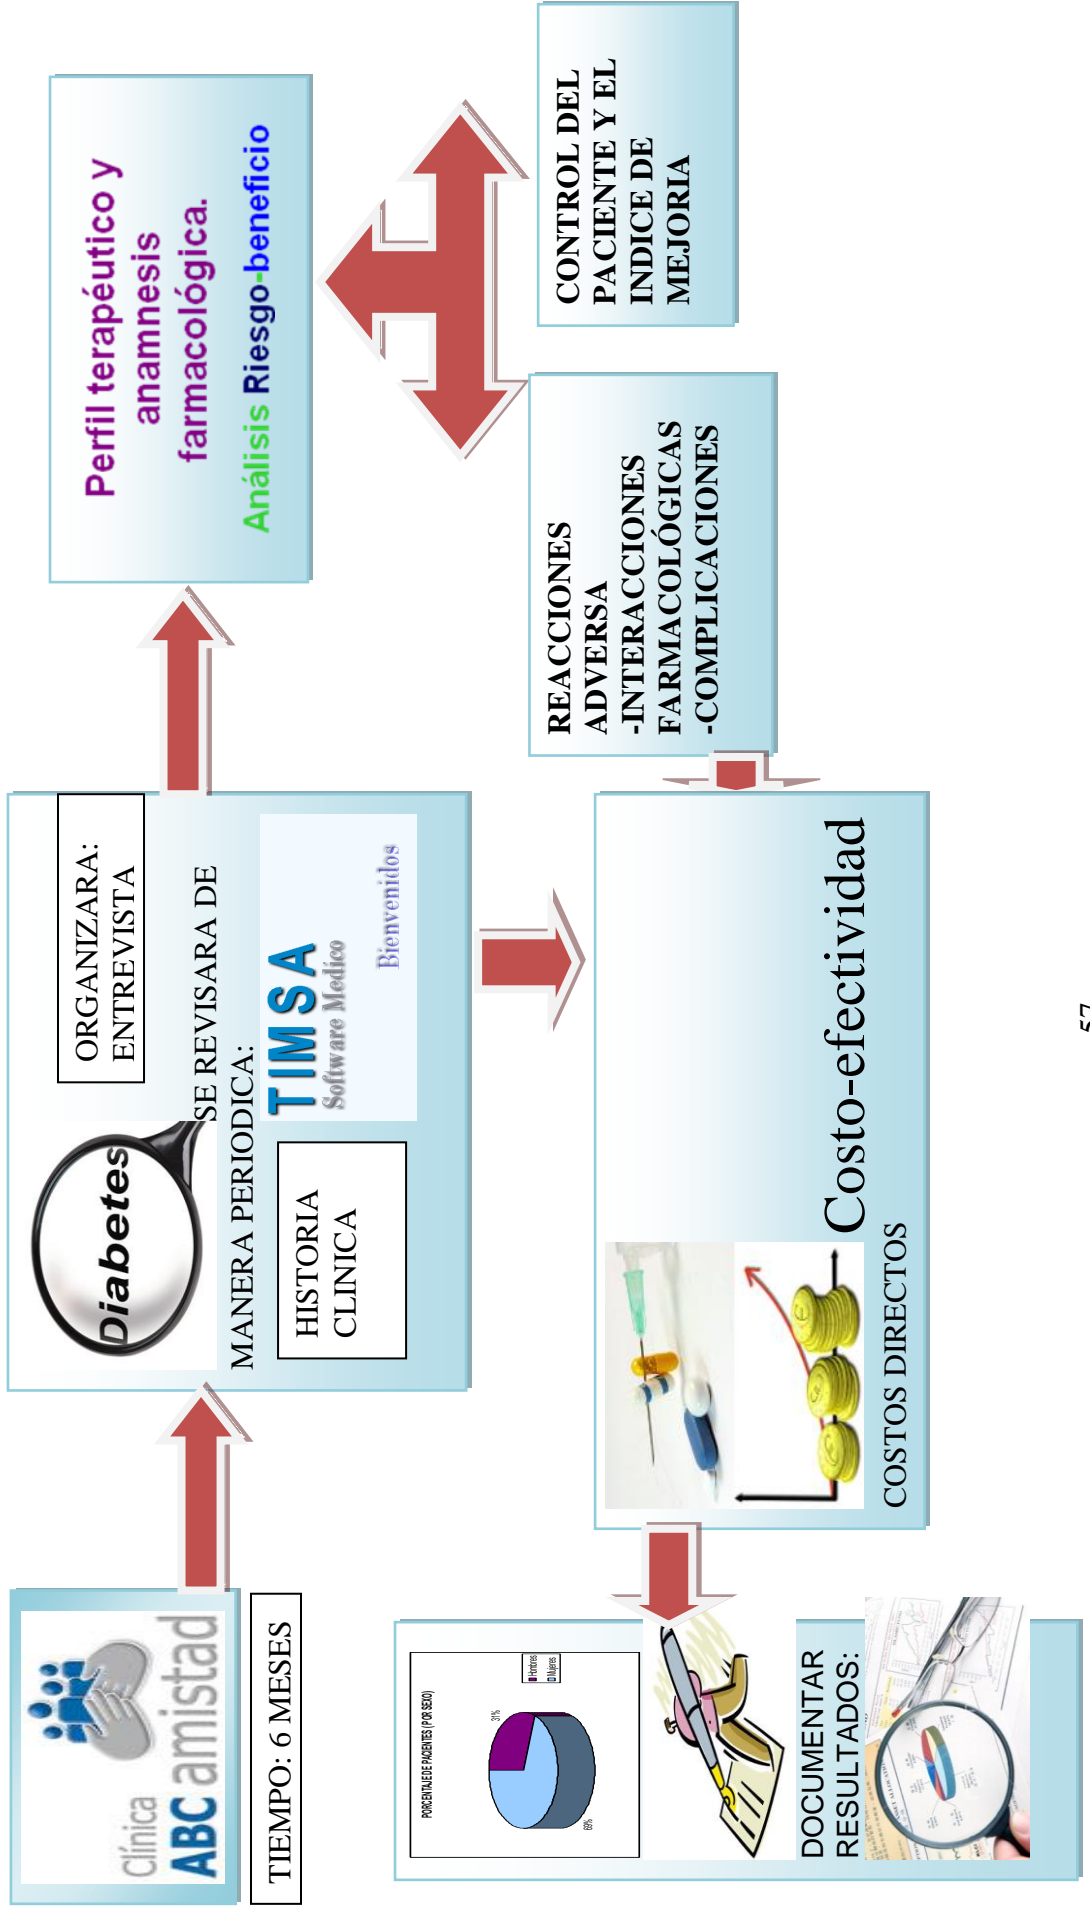 Clínica
ABC amistad
TIEMPO: 6 MESES
Diabetes
ORGANIZARA:
ENTREVISTA
SE REVISARA DE
MANERA PERIODICA:
HISTORIA
CLINICA
TIMSA
Software Medico
Bienvenidos
Perfil terapéutico y
anamnesis
farmacológica.
Análisis Riesgo-beneficio
CONTROL DEL
PACIENTE Y EL
INDICE DE
MEJORIA
REACCIONES
ADVERSA
-INTERACCIONES
FARMACOLÓGICAS
-COMPLICACIONES
Costo-efectividad
COSTOS DIRECTOS
PORCENTAJE DE PACIENTES (POR SEXO)
31%
69%
Hombres
Mujeres
DOCUMENTAR
RESULTADOS:
57